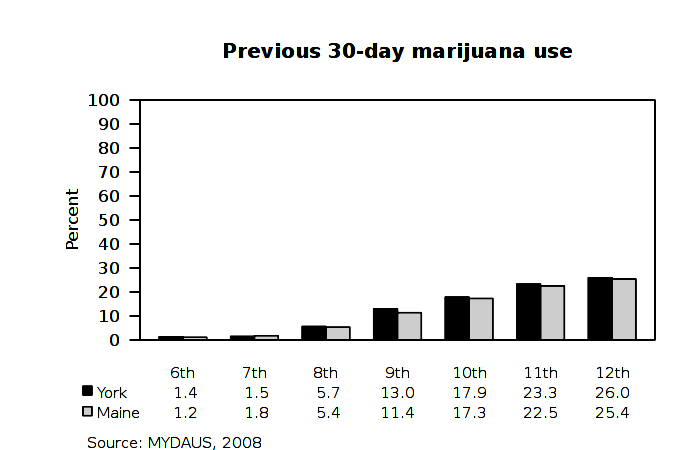 Previous 30-day marijuana use
100
90
80
70
60
50
40
30
20
10
0
Percent
6th 7th 8th 9th 10th 11th 12th
York 1.4 1.5 5.7 13.0 17.9 23.3 26.0
Maine 1.2 1.8 5.4 11.4 17.3 22.5 25.4
Source: MYDAUS, 2008